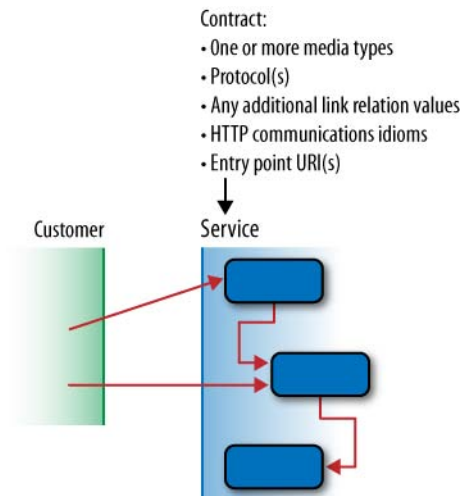 Contract:
• One or more media types
• Protocol(s)
• Any additional link relation values
• HTTP communications idioms
• Entry point URI(s)
Customer
Service